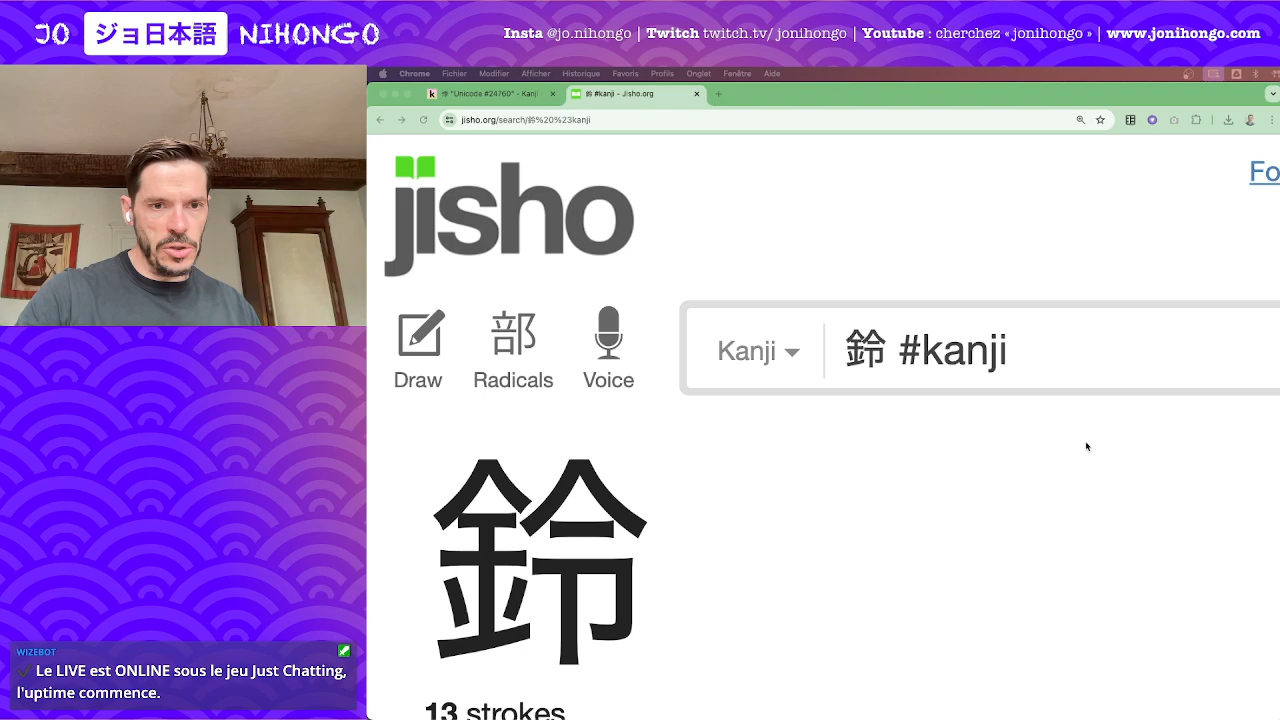 JO ジョ日本語 NIHONGO
Insta @jo.nihongo | Twitch twitch.tv/ jonihongo | Youtube : cherchez « jonihongo » | www.jonihongo.com
Chrome Fichier Modifier Afficher Historique Favoris Profils Onglet Fenêtre Aide
"Unicode #24760" - Kanji
鈴 #kanji - Jisho.org
jisho.org/search/鈴%20%23kanji
jisho
Fo
部
Draw Radicals Voice
Kanji 鈴 #kanji
鈴
13 strokes
WIZEBOT
Le LIVE est ONLINE sous le jeu Just Chatting,
l'uptime commence.